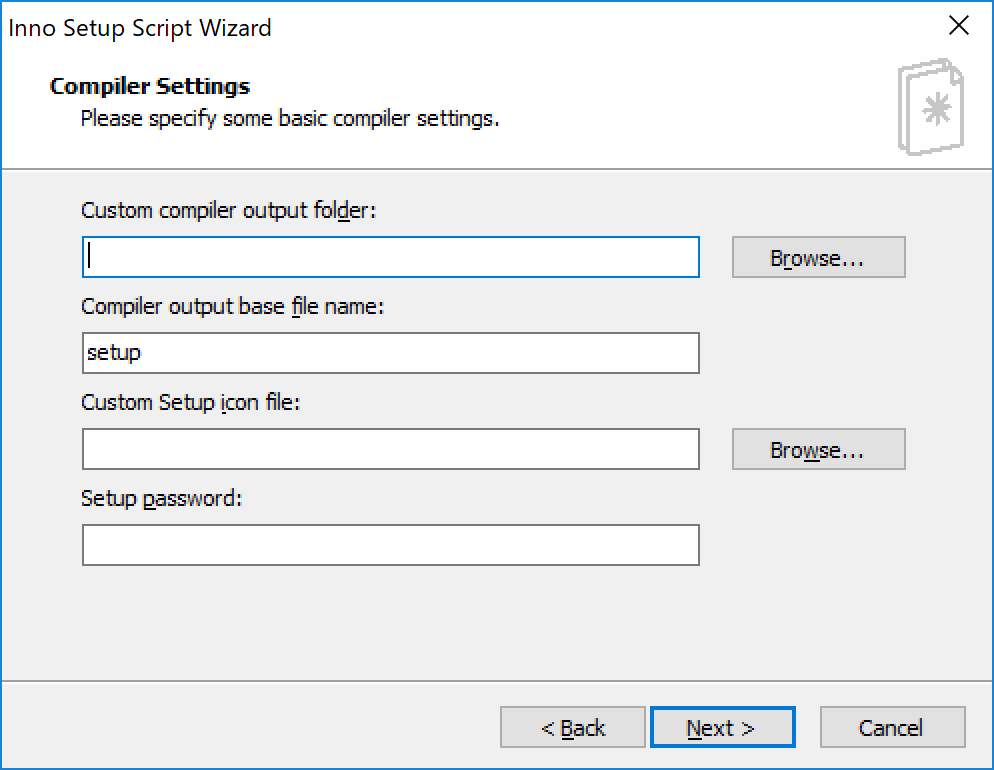 Inno Setup Script Wizard
Compiler Settings
Please specify some basic compiler settings.
Custom compiler output folder:
Browse...
Compiler output base file name:
setup
Custom Setup icon file:
Browse...
Setup password:
< Back
Next >
Cancel